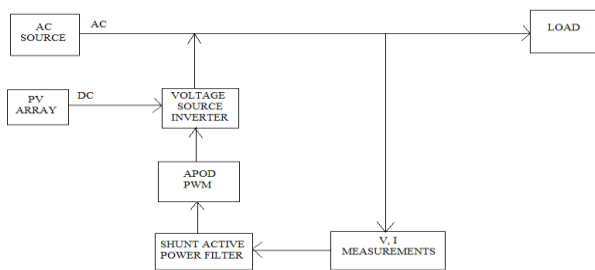 AC
SOURCE
AC
LOAD
PV
ARRAY
DC
VOLTAGE
SOURCE
INVERTER
APOD
PWM
SHUNT ACTIVE
POWER FILTER
V, I
MEASUREMENTS